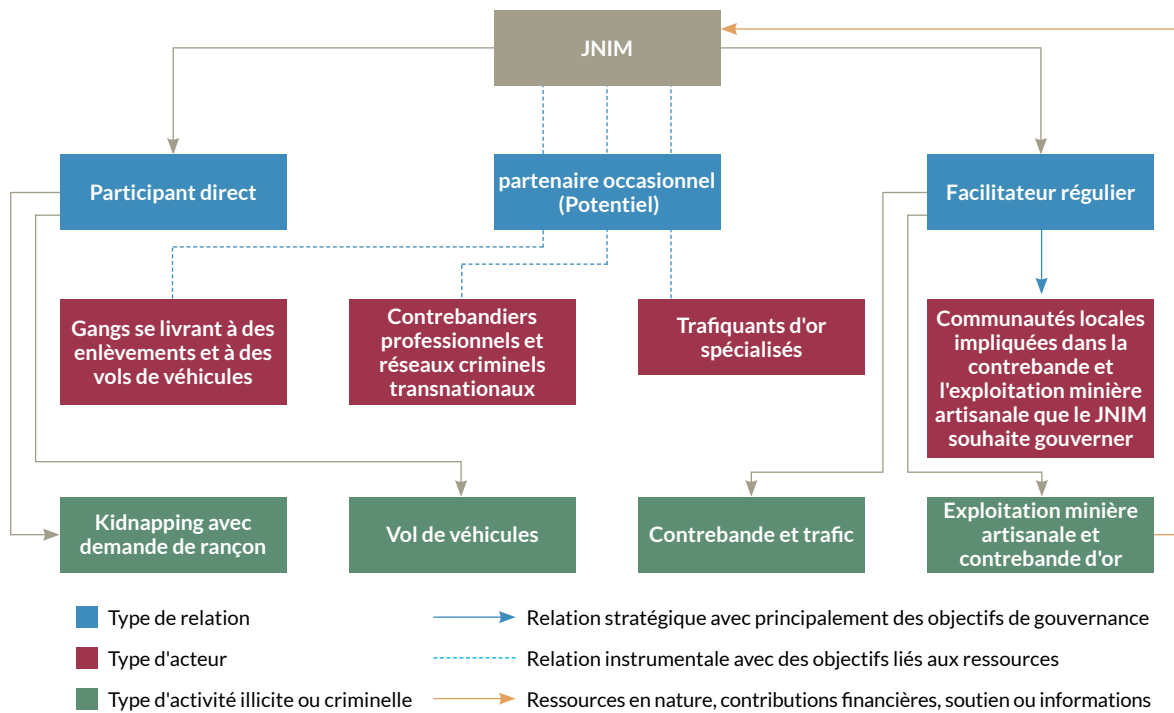 JNIM
Participant direct
partenaire occasionnel
(Potentiel)
Facilitateur régulier
Gangs se livrant à des
enlèvements et à des
vols de véhicules
Contrebandiers
professionnels et
réseaux criminels
transnationaux
Trafiquants d'or
spécialisés
Communautés locales
impliquées dans la
contrebande et
l'exploitation minière
artisanale que le JNIM
souhaite gouverner
Kidnapping avec
demande de rançon
Vol de véhicules
Contrebande et trafic
Exploitation minière
artisanale et
contrebande d'or
Type de relation
Relation stratégique avec principalement des objectifs de gouvernance
Type d'acteur
Relation instrumentale avec des objectifs liés aux ressources
Type d'activité illicite ou criminelle
Ressources en nature, contributions financières, soutien ou informations